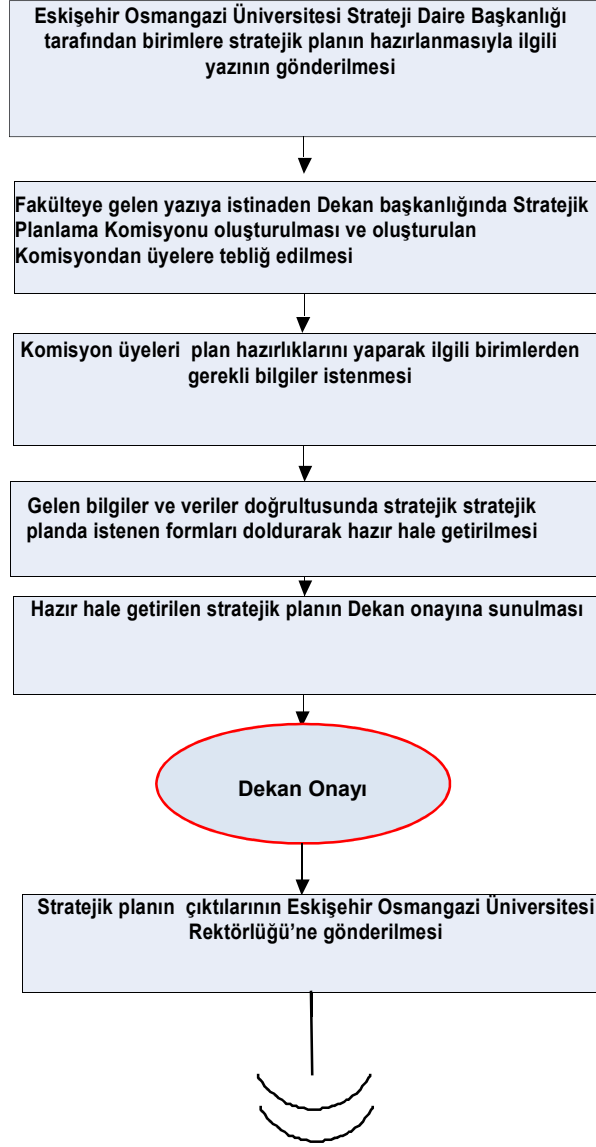 Eskişehir Osmangazi Üniversitesi Strateji Daire Başkanlığı
tarafından birimlere stratejik planın hazırlanmasıyla ilgili
yazının gönderilmesi
Fakülteye gelen yazıya istinaden Dekan başkanlığında Stratejik
Planlama Komisyonu oluşturulması ve oluşturulan
Komisyondan üyelere tebliğ edilmesi
Komisyon üyeleri plan hazırlıklarını yaparak ilgili birimlerden
gerekli bilgiler istenmesi
Gelen bilgiler ve veriler doğrultusunda stratejik stratejik
planda istenen formları doldurarak hazır hale getirilmesi
Hazır hale getirilen stratejik planın Dekan onayına sunulması
Dekan Onayı
Stratejik planın çıktılarının Eskişehir Osmangazi Üniversitesi
Rektörlüğü’ne gönderilmesi